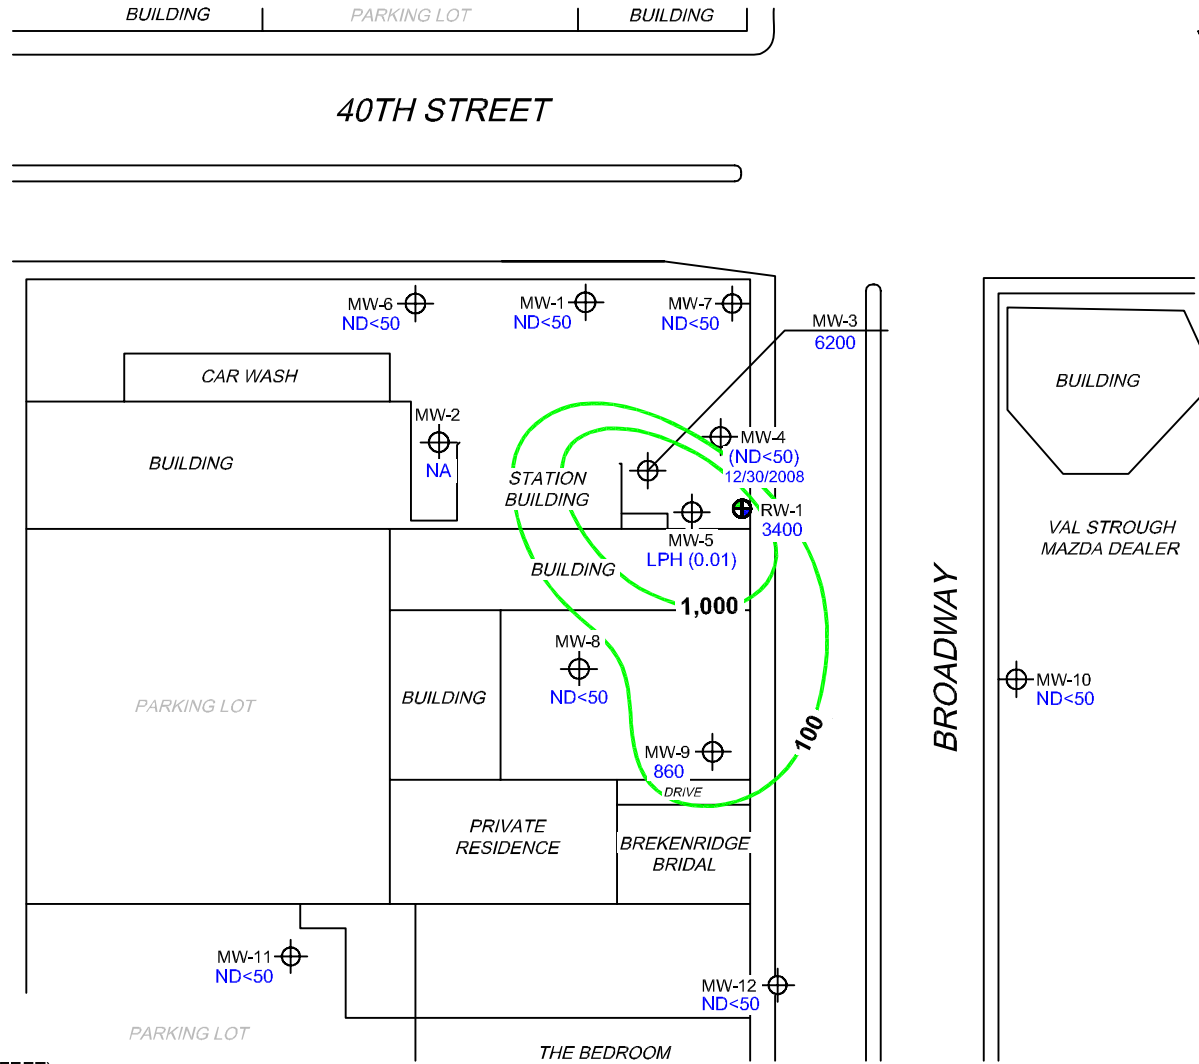 BUILDING
PARKING LOT
BUILDING
40TH STREET
MW-6
ND<50
MW-1
ND<50
MW-7
ND<50
MW-3
6200
CAR WASH
BUILDING
MW-2
NA
BUILDING
MW-4
(ND<50)
12/30/2008
STATION
BUILDING
RW-1
3400
MW-5
LPH (0.01)
VAL STROUGH
MAZDA DEALER
BUILDING
1,000
MW-8
ND<50
BROADWAY
MW-10
ND<50
PARKING LOT
BUILDING
100
MW-9
860
DRIVE
PRIVATE
RESIDENCE
BREKENRIDGE
BRIDAL
MW-11
ND<50
MW-12
ND<50
PARKING LOT
THE BEDROOM